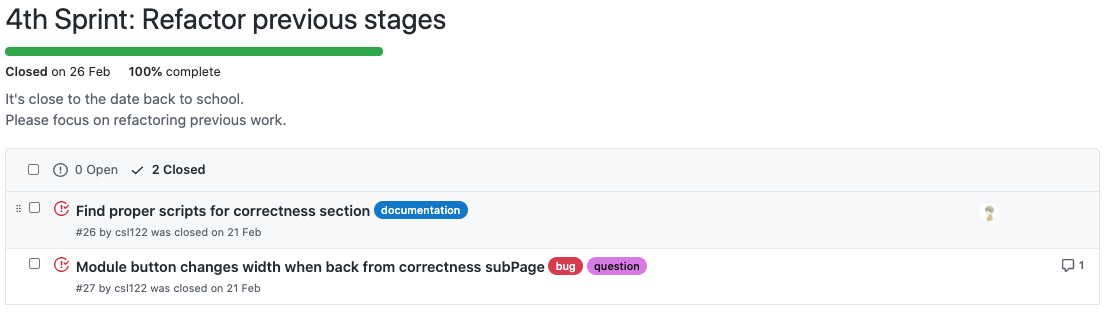 4th Sprint: Refactor previous stages
Closed on 26 Feb 100% complete
It's close to the date back to school.
Please focus on refactoring previous work.
0 Open 2 Closed
Find proper scripts for correctness section documentation
#26 by csl122 was closed on 21 Feb
Module button changes width when back from correctness subPage bug question 1
#27 by csl122 was closed on 21 Feb